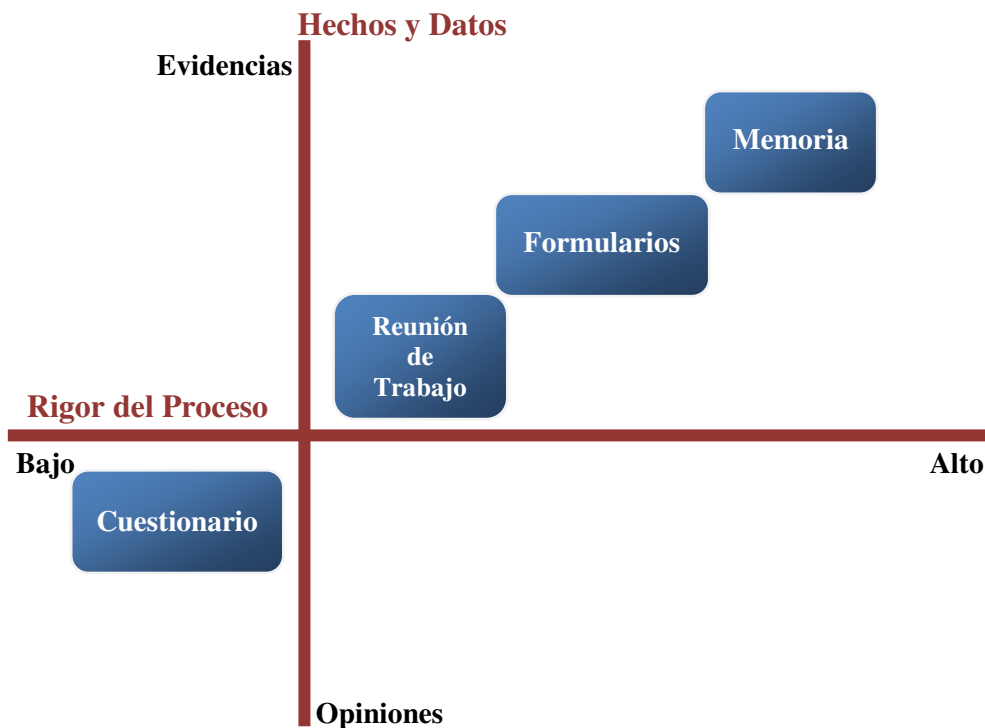 Hechos y Datos
Evidencias
Memoria
Formularios
Reunión
de
Trabajo
Rigor del Proceso
Bajo
Alto
Cuestionario
Opiniones